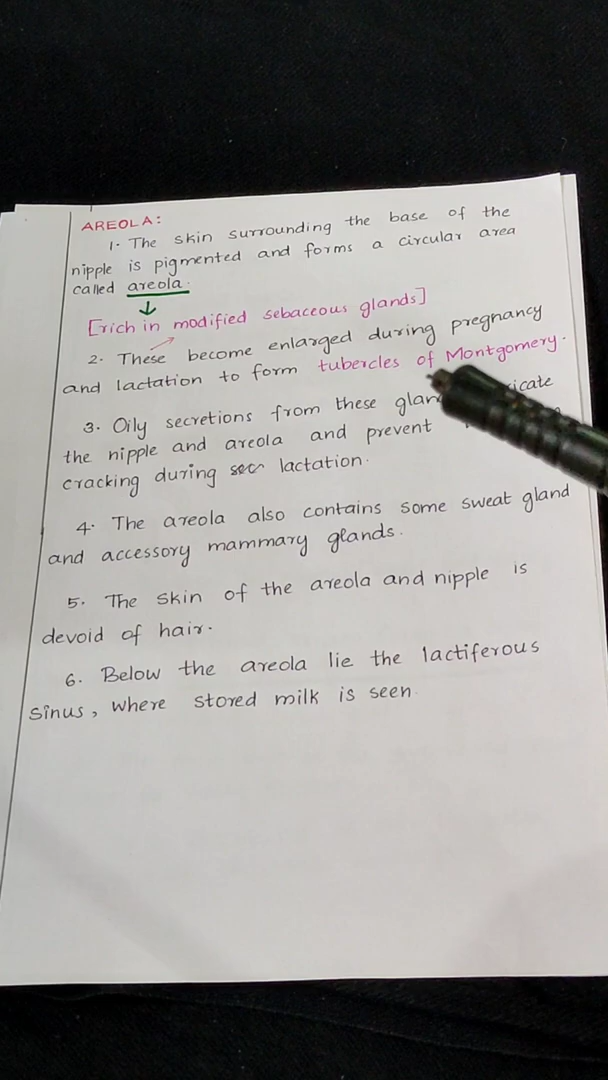 AREOLA:
1. The skin surrounding the base of the
nipple is pigmented and forms a circular area
called areola.
[rich in modified sebaceous glands]
2. These become enlarged during pregnancy
and lactation to form tubercles of Montgomery.
3. Oily secretions from these
the nipple and areola and prevent
cracking during lactation.
4. The areola also contains some sweat gland
and accessory mammary glands.
5. The skin of the areola and nipple is
devoid of hair.
6. Below the areola lie the lactiferous
sinus, where stored milk is seen.